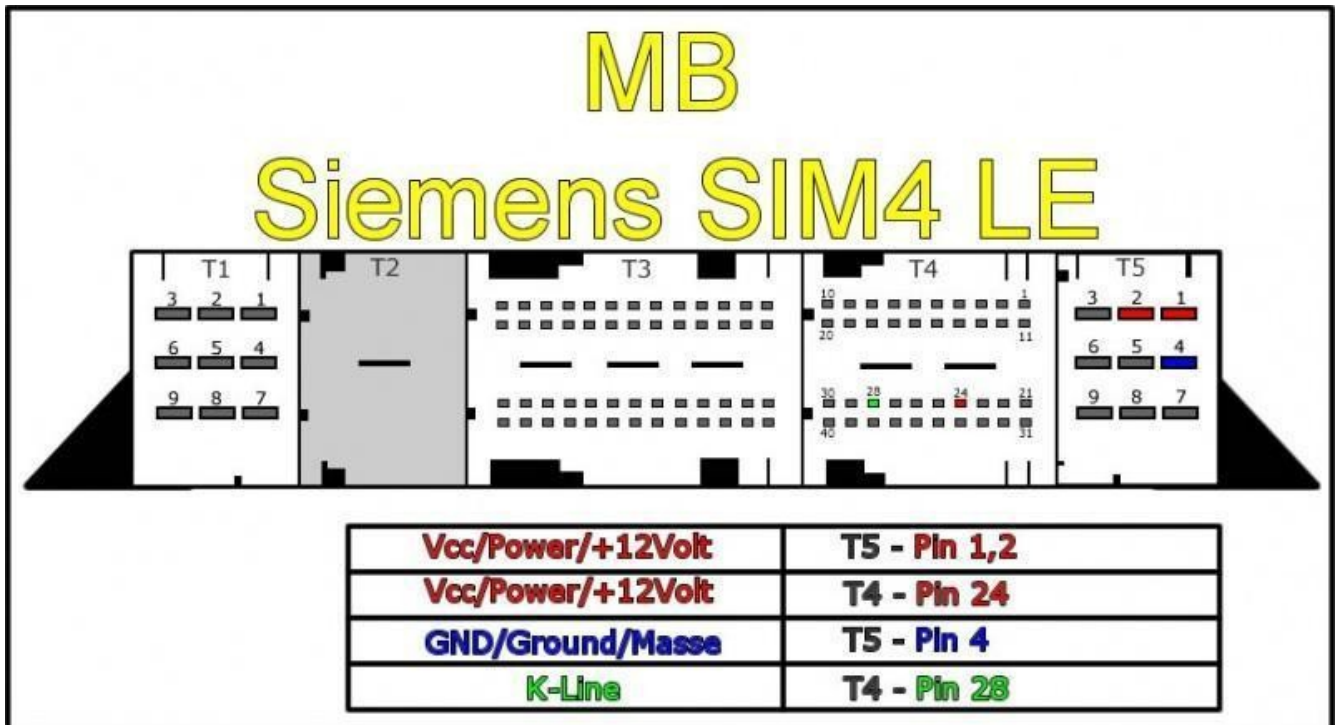 MB
Siemens SIM4 LE
T1 T2 T3 T4 T5
3 2 1 10 1 3 2 1
20 11
6 5 4 6 5 4
9 8 7 30 28 24 21 9 8 7
40 31
Vcc/Power/+12Volt T5 - Pin 1,2
Vcc/Power/+12Volt T4 - Pin 24
GND/Ground/Masse T5 - Pin 4
K-Line T4 - Pin 28